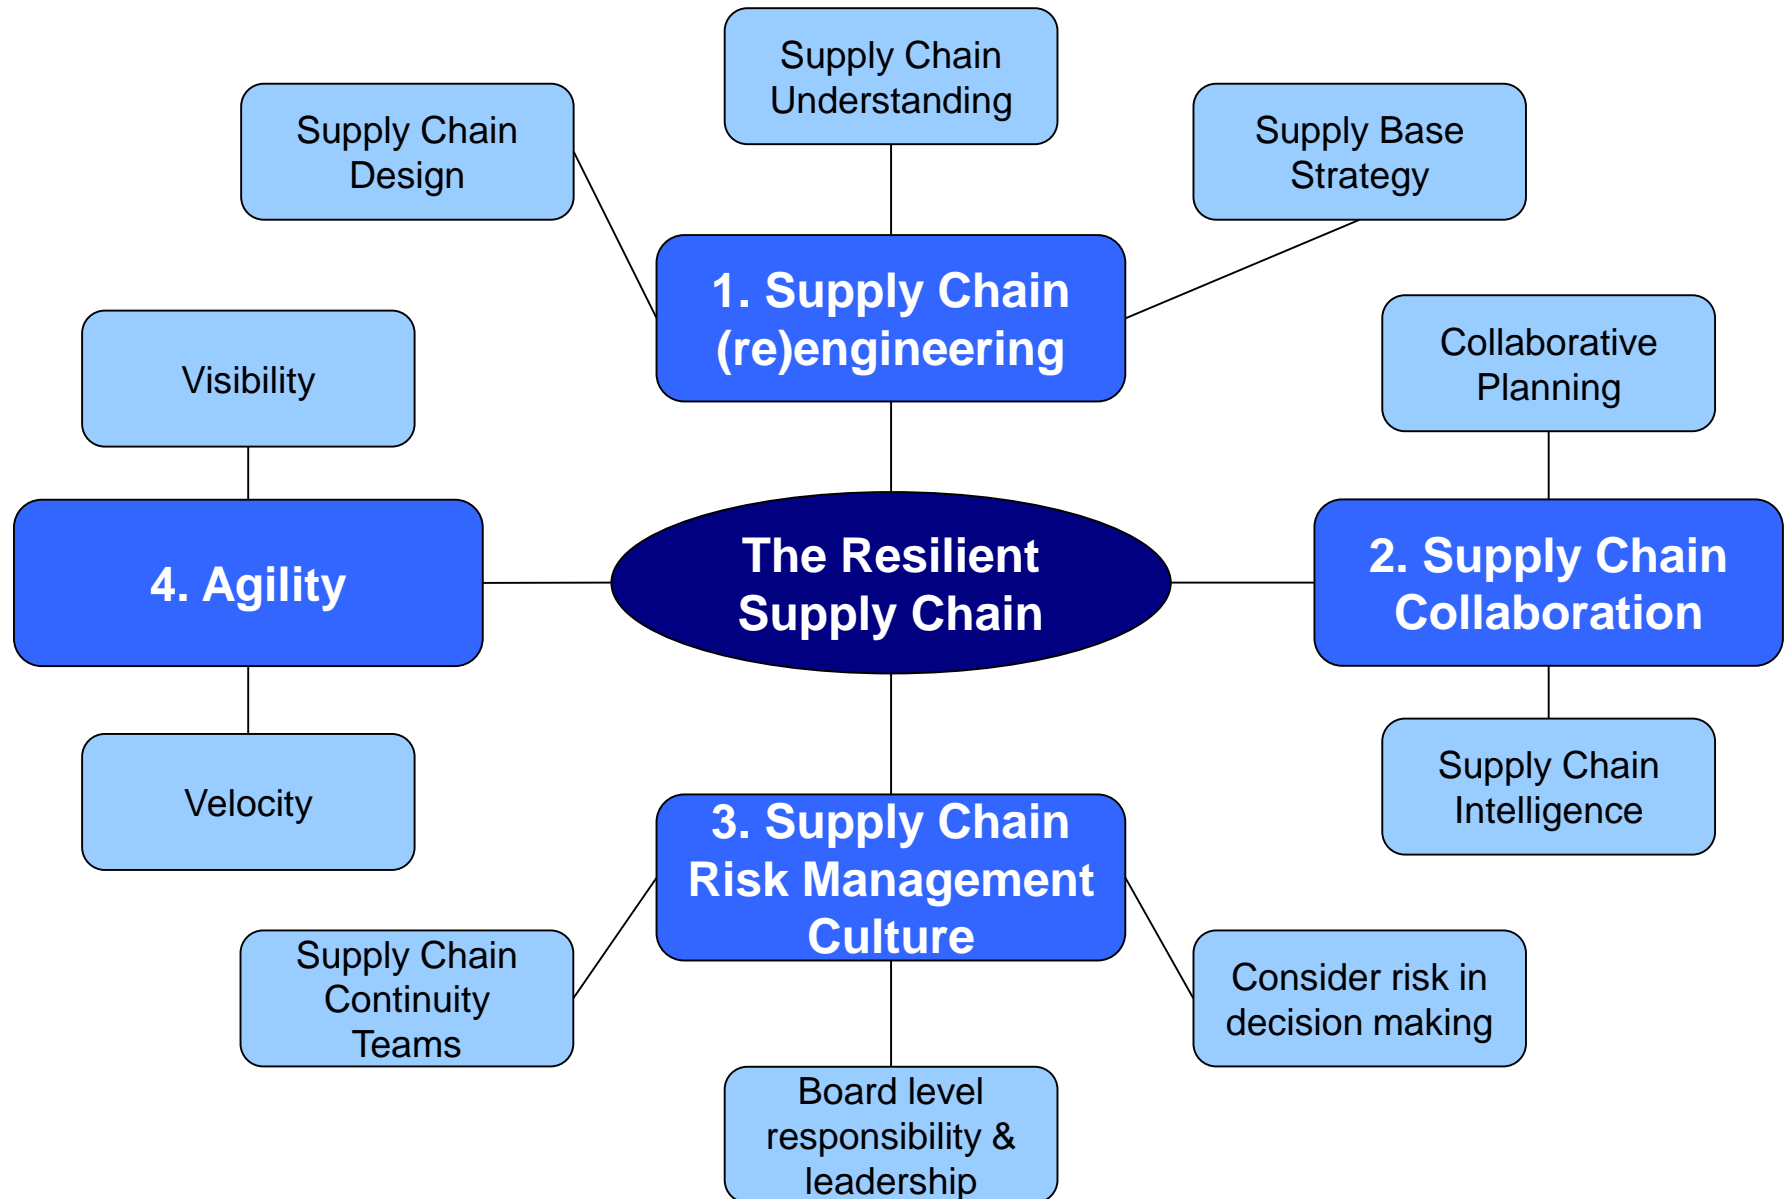 Supply Chain
Understanding
Supply Chain
Design
Supply Base
Strategy
1. Supply Chain
(re)engineering
Visibility
Collaborative
Planning
4. Agility
The Resilient
Supply Chain
2. Supply Chain
Collaboration
Velocity
Supply Chain
Intelligence
3. Supply Chain
Risk Management
Culture
Supply Chain
Continuity
Teams
Consider risk in
decision making
Board level
responsibility &
leadership